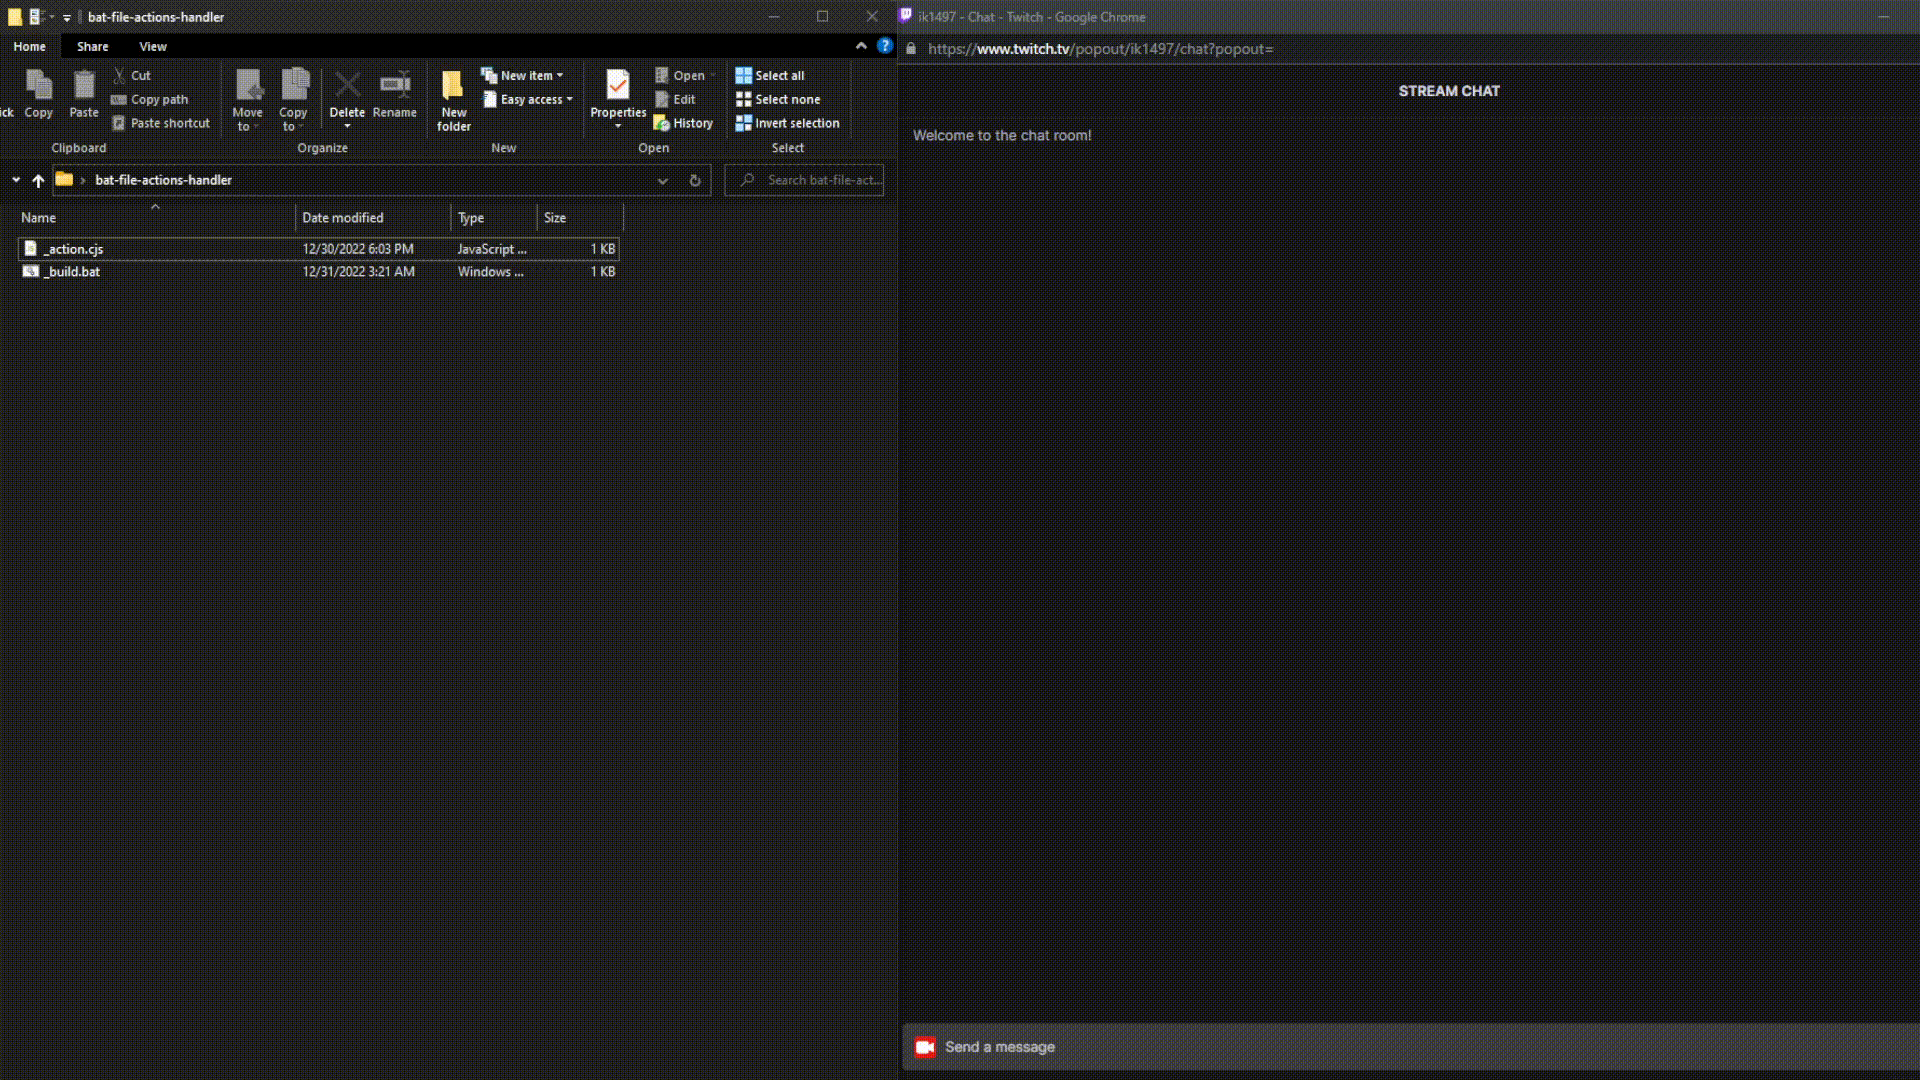 bat-file-actions-handler
Home Share View
Cut
Copy path
Paste shortcut
ick Copy Paste
Clipboard
Move to
Copy to
Delete
Rename
Organize
New folder
New item
Easy access
New
Properties
Open
Edit
History
Open
Select all
Select none
Invert selection
Select
bat-file-actions-handler
Search bat-file-act...
Name Date modified Type Size
_action.cjs 12/30/2022 6:03 PM JavaScript ... 1 KB
_build.bat 12/31/2022 3:21 AM Windows ... 1 KB
ik1497 - Chat - Twitch - Google Chrome
https://www.twitch.tv/popout/ik1497/chat?popout=
STREAM CHAT
Welcome to the chat room!
Send a message